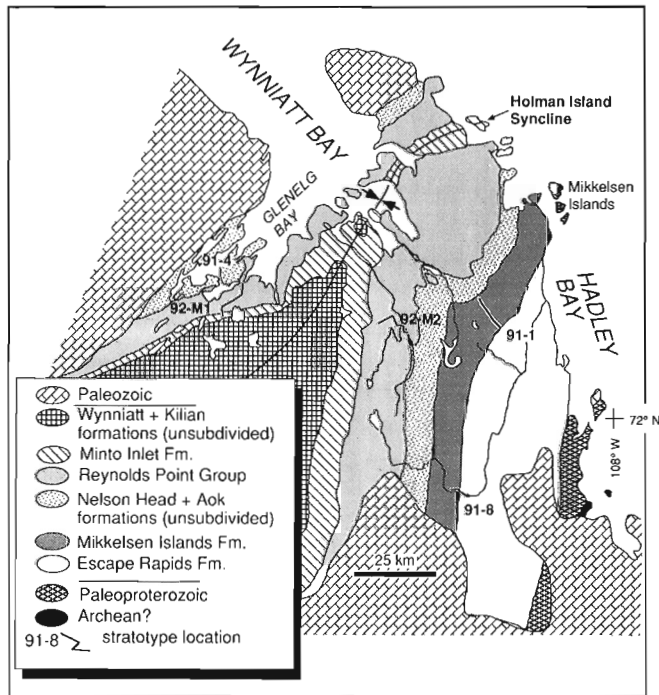 WYNNIATT BAY
Holman Island
Syncline
Mikkelsen
Islands
GLENELG
BAY
91-4
92-M1
92-M2
91-1
HADLEY
BAY
72° N
108° W
91-8
25 km
Paleozoic
Wynniatt + Kilian
formations (unsubdivided)
Minto Inlet Fm.
Reynolds Point Group
Nelson Head + Aok
formations (unsubdivided)
Mikkelsen Islands Fm.
Escape Rapids Fm.
Paleoproterozoic
Archean?
91-8 stratotype location